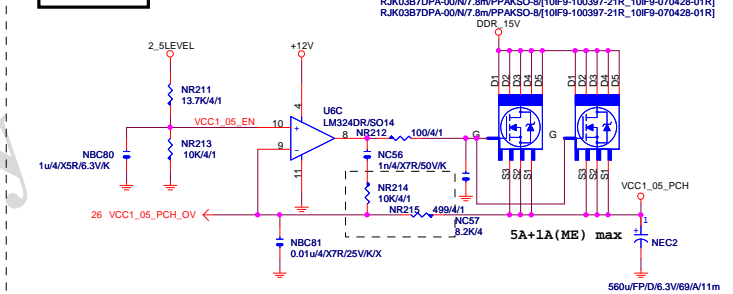 RJK03B7DPA-00/N/7.8m/PPAKSO-8/[10IF9-100397-21R_10IF9-070428-01R]
RJK03B7DPA-00/N/7.8m/PPAKSO-8/[10IF9-100397-21R_10IF9-070428-01R]
DDR_15V
2_5LEVEL
+12V
D1
D2
D3
D4
D5
D1
D2
D3
D4
D5
NR211
13.7K/4/1
U6C
LM324DR/SO14
4
VCC1_05_EN
10
+
8
NR212
100/4/1
G
G
NR213
10K/4/1
9
-
NBC80
1u/4/X5R/6.3V/K
11
NC56
1n/4/X7R/50V/K
S3
S2
S1
S3
S2
S1
NR214
10K/4/1
VCC1_05_PCH
26 VCC1_05_PCH_OV
NR215
499/4/1
NC57
8.2K/4
1
5A+1A(ME) max
+
NEC2
NBC81
0.01u/4/X7R/25V/K/X
560u/FP/D/6.3V/69/A/11m
y